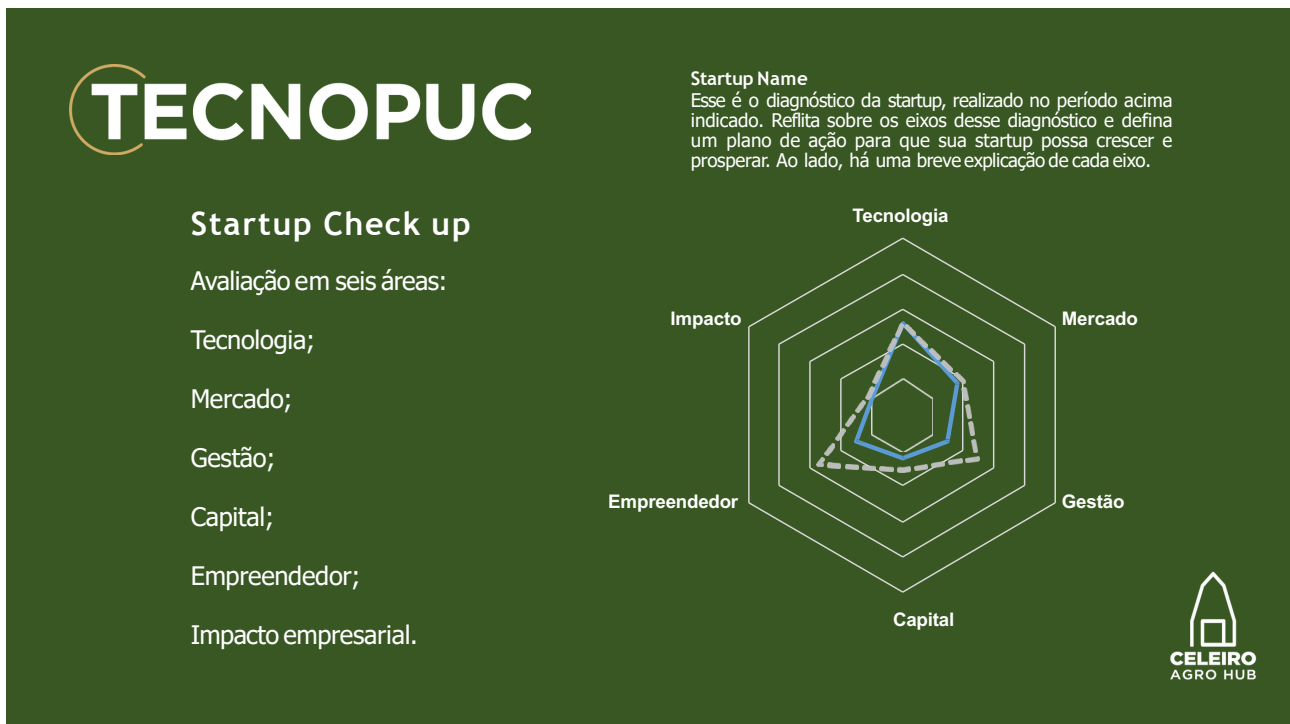 TECNOPUC
Startup Name
Esse é o diagnóstico da startup, realizado no período acima
indicado. Reflita sobre os eixos desse diagnóstico e defina
um plano de ação para que sua startup possa crescer e
prosperar. Ao lado, há uma breve explicação de cada eixo.
Startup Check up
Avaliação em seis áreas:
Tecnologia;
Mercado;
Gestão;
Capital;
Empreendedor;
Impacto empresarial.
Tecnologia
Impacto
Mercado
Empreendedor
Gestão
Capital
CELEIRO
AGRO HUB